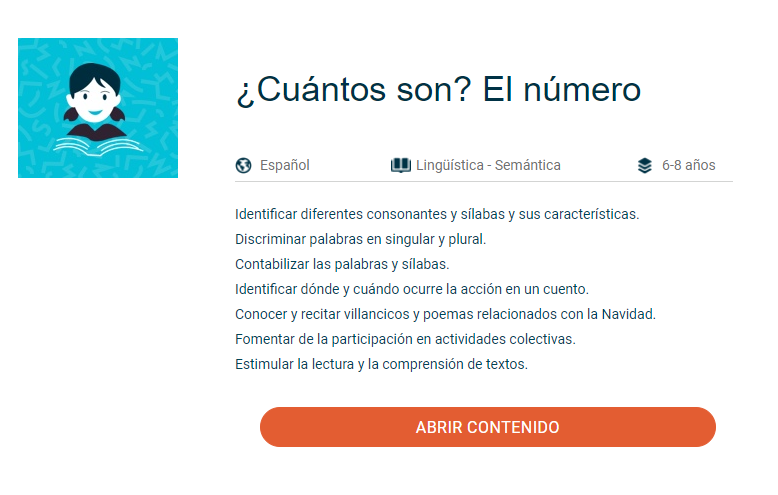 ¿Cuántos son? El número
Español
Lingüística - Semántica
6-8 años
Identificar diferentes consonantes y sílabas y sus características.
Discriminar palabras en singular y plural.
Contabilizar las palabras y sílabas.
Identificar dónde y cuándo ocurre la acción en un cuento.
Conocer y recitar villancicos y poemas relacionados con la Navidad.
Fomentar de la participación en actividades colectivas.
Estimular la lectura y la comprensión de textos.
ABRIR CONTENIDO